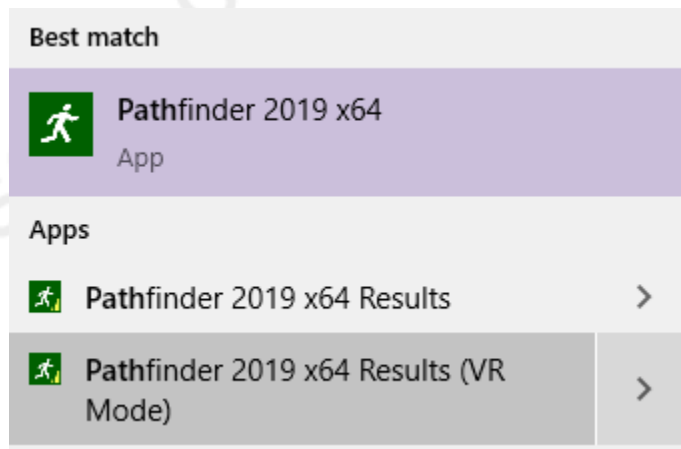 Best match
Pathfinder 2019 x64
App
Apps
Pathfinder 2019 x64 Results
Pathfinder 2019 x64 Results (VR
Mode)